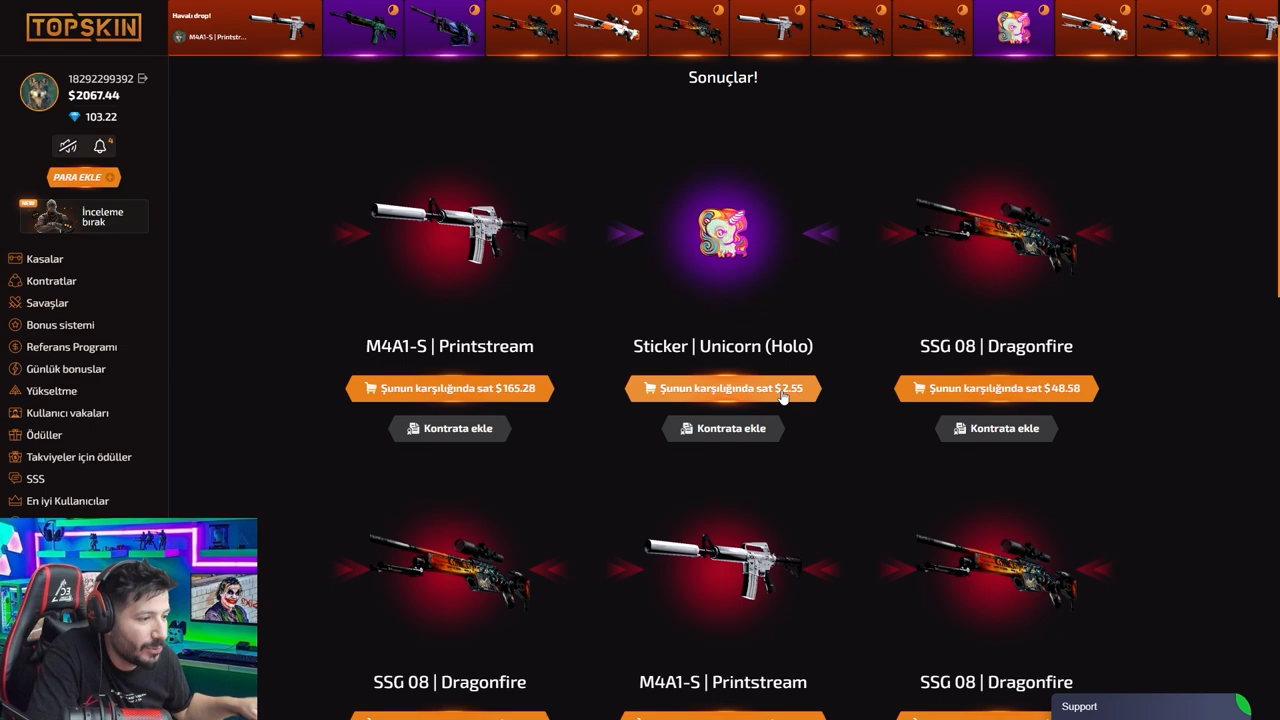 TOPSKIN
Havalı drop!
M4A1-S | Printstr...
18292299392
$2067.44
103.22
4
PARA EKLE
NEW
İnceleme
bırak
Kasalar
Kontratlar
Savaşlar
Bonus sistemi
Referans Programı
Günlük bonuslar
Yükseltme
Kullanıcı vakaları
Ödüller
Takviyeler için ödüller
SSS
En iyi Kullanıcılar
Sonuçlar!
M4A1-S | Printstream
Şunun karşılığında sat $165.28
Kontrata ekle
Sticker | Unicorn (Holo)
Şunun karşılığında sat $2.55
Kontrata ekle
SSG 08 | Dragonfire
Şunun karşılığında sat $48.58
Kontrata ekle
SSG 08 | Dragonfire
M4A1-S | Printstream
SSG 08 | Dragonfire
Support